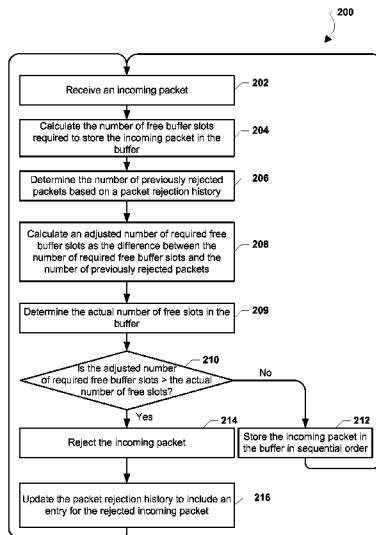 200
Receive an incoming packet
202
Calculate the number of free buffer slots
required to store the incoming packet in the
buffer
204
Determine the number of previously rejected
packets based on a packet rejection history
206
Calculate an adjusted number of required free
buffer slots as the difference between the
number of required free buffer slots and the
number of previously rejected packets
208
Determine the actual number of free slots in the
buffer
209
210
Is the adjusted number
of required free buffer slots > the actual
number of free slots?
No
Yes
214
212
Reject the incoming packet
Store the incoming packet in
the buffer in sequential order
Update the packet rejection history to include an
entry for the rejected incoming packet
216